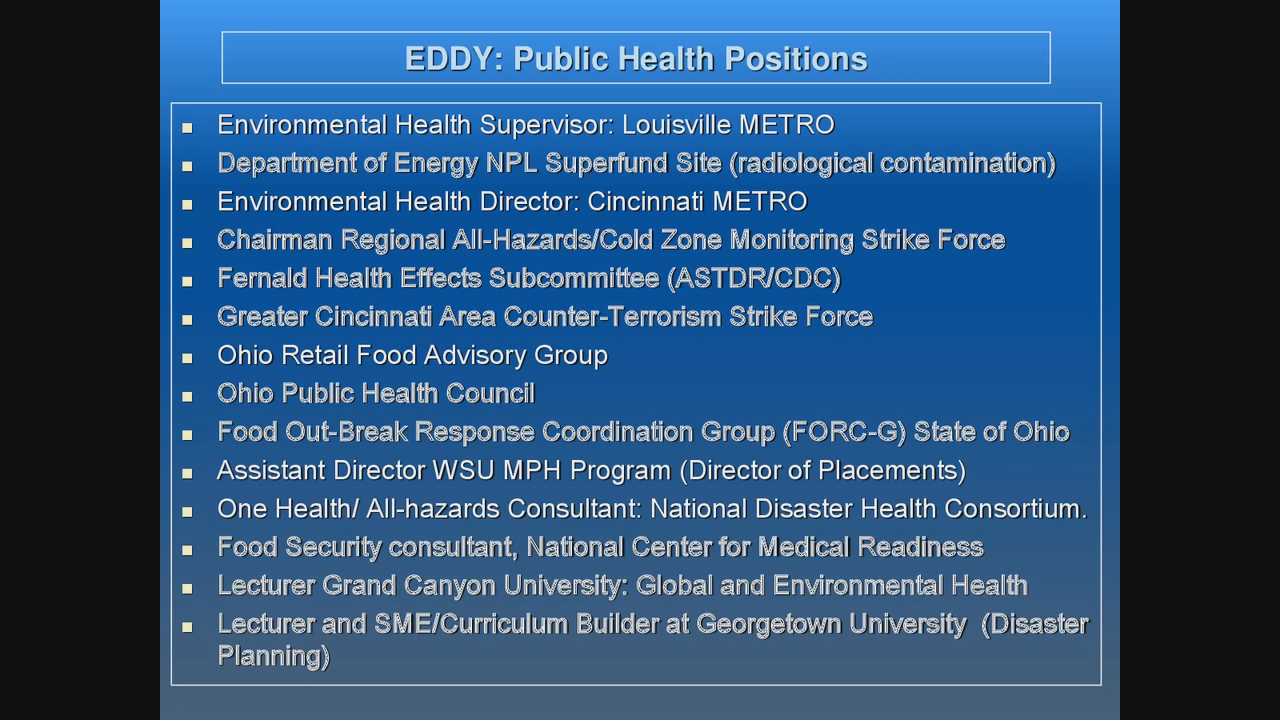 EDDY: Public Health Positions
Environmental Health Supervisor: Louisville METRO
Department of Energy NPL Superfund Site (radiological contamination)
Environmental Health Director: Cincinnati METRO
Chairman Regional All-Hazards/Cold Zone Monitoring Strike Force
Fernald Health Effects Subcommittee (ASTDR/CDC)
Greater Cincinnati Area Counter-Terrorism Strike Force
Ohio Retail Food Advisory Group
Ohio Public Health Council
Food Out-Break Response Coordination Group (FORC-G) State of Ohio
Assistant Director WSU MPH Program (Director of Placements)
One Health/ All-hazards Consultant: National Disaster Health Consortium.
Food Security consultant, National Center for Medical Readiness
Lecturer Grand Canyon University: Global and Environmental Health
Lecturer and SME/Curriculum Builder at Georgetown University  (Disaster
Planning)